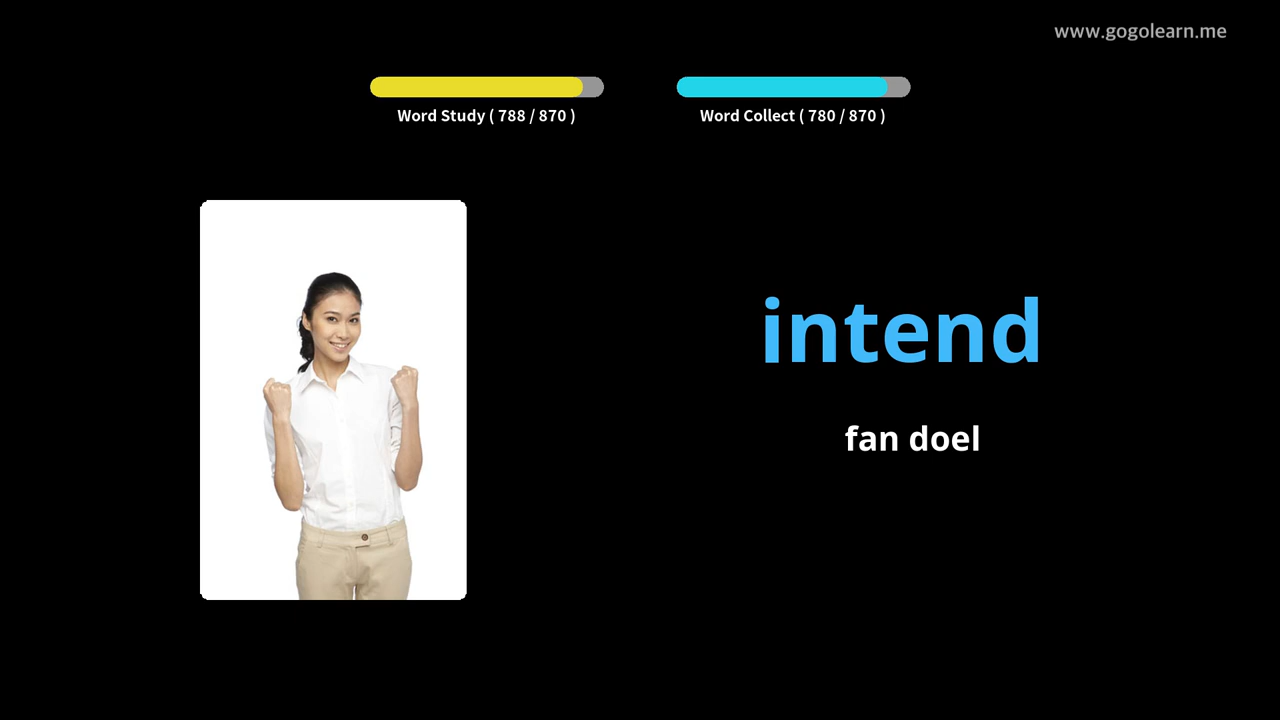 www.gogolearn.me
Word Study ( 788 / 870 )
Word Collect ( 780 / 870 )
intend
fan doel